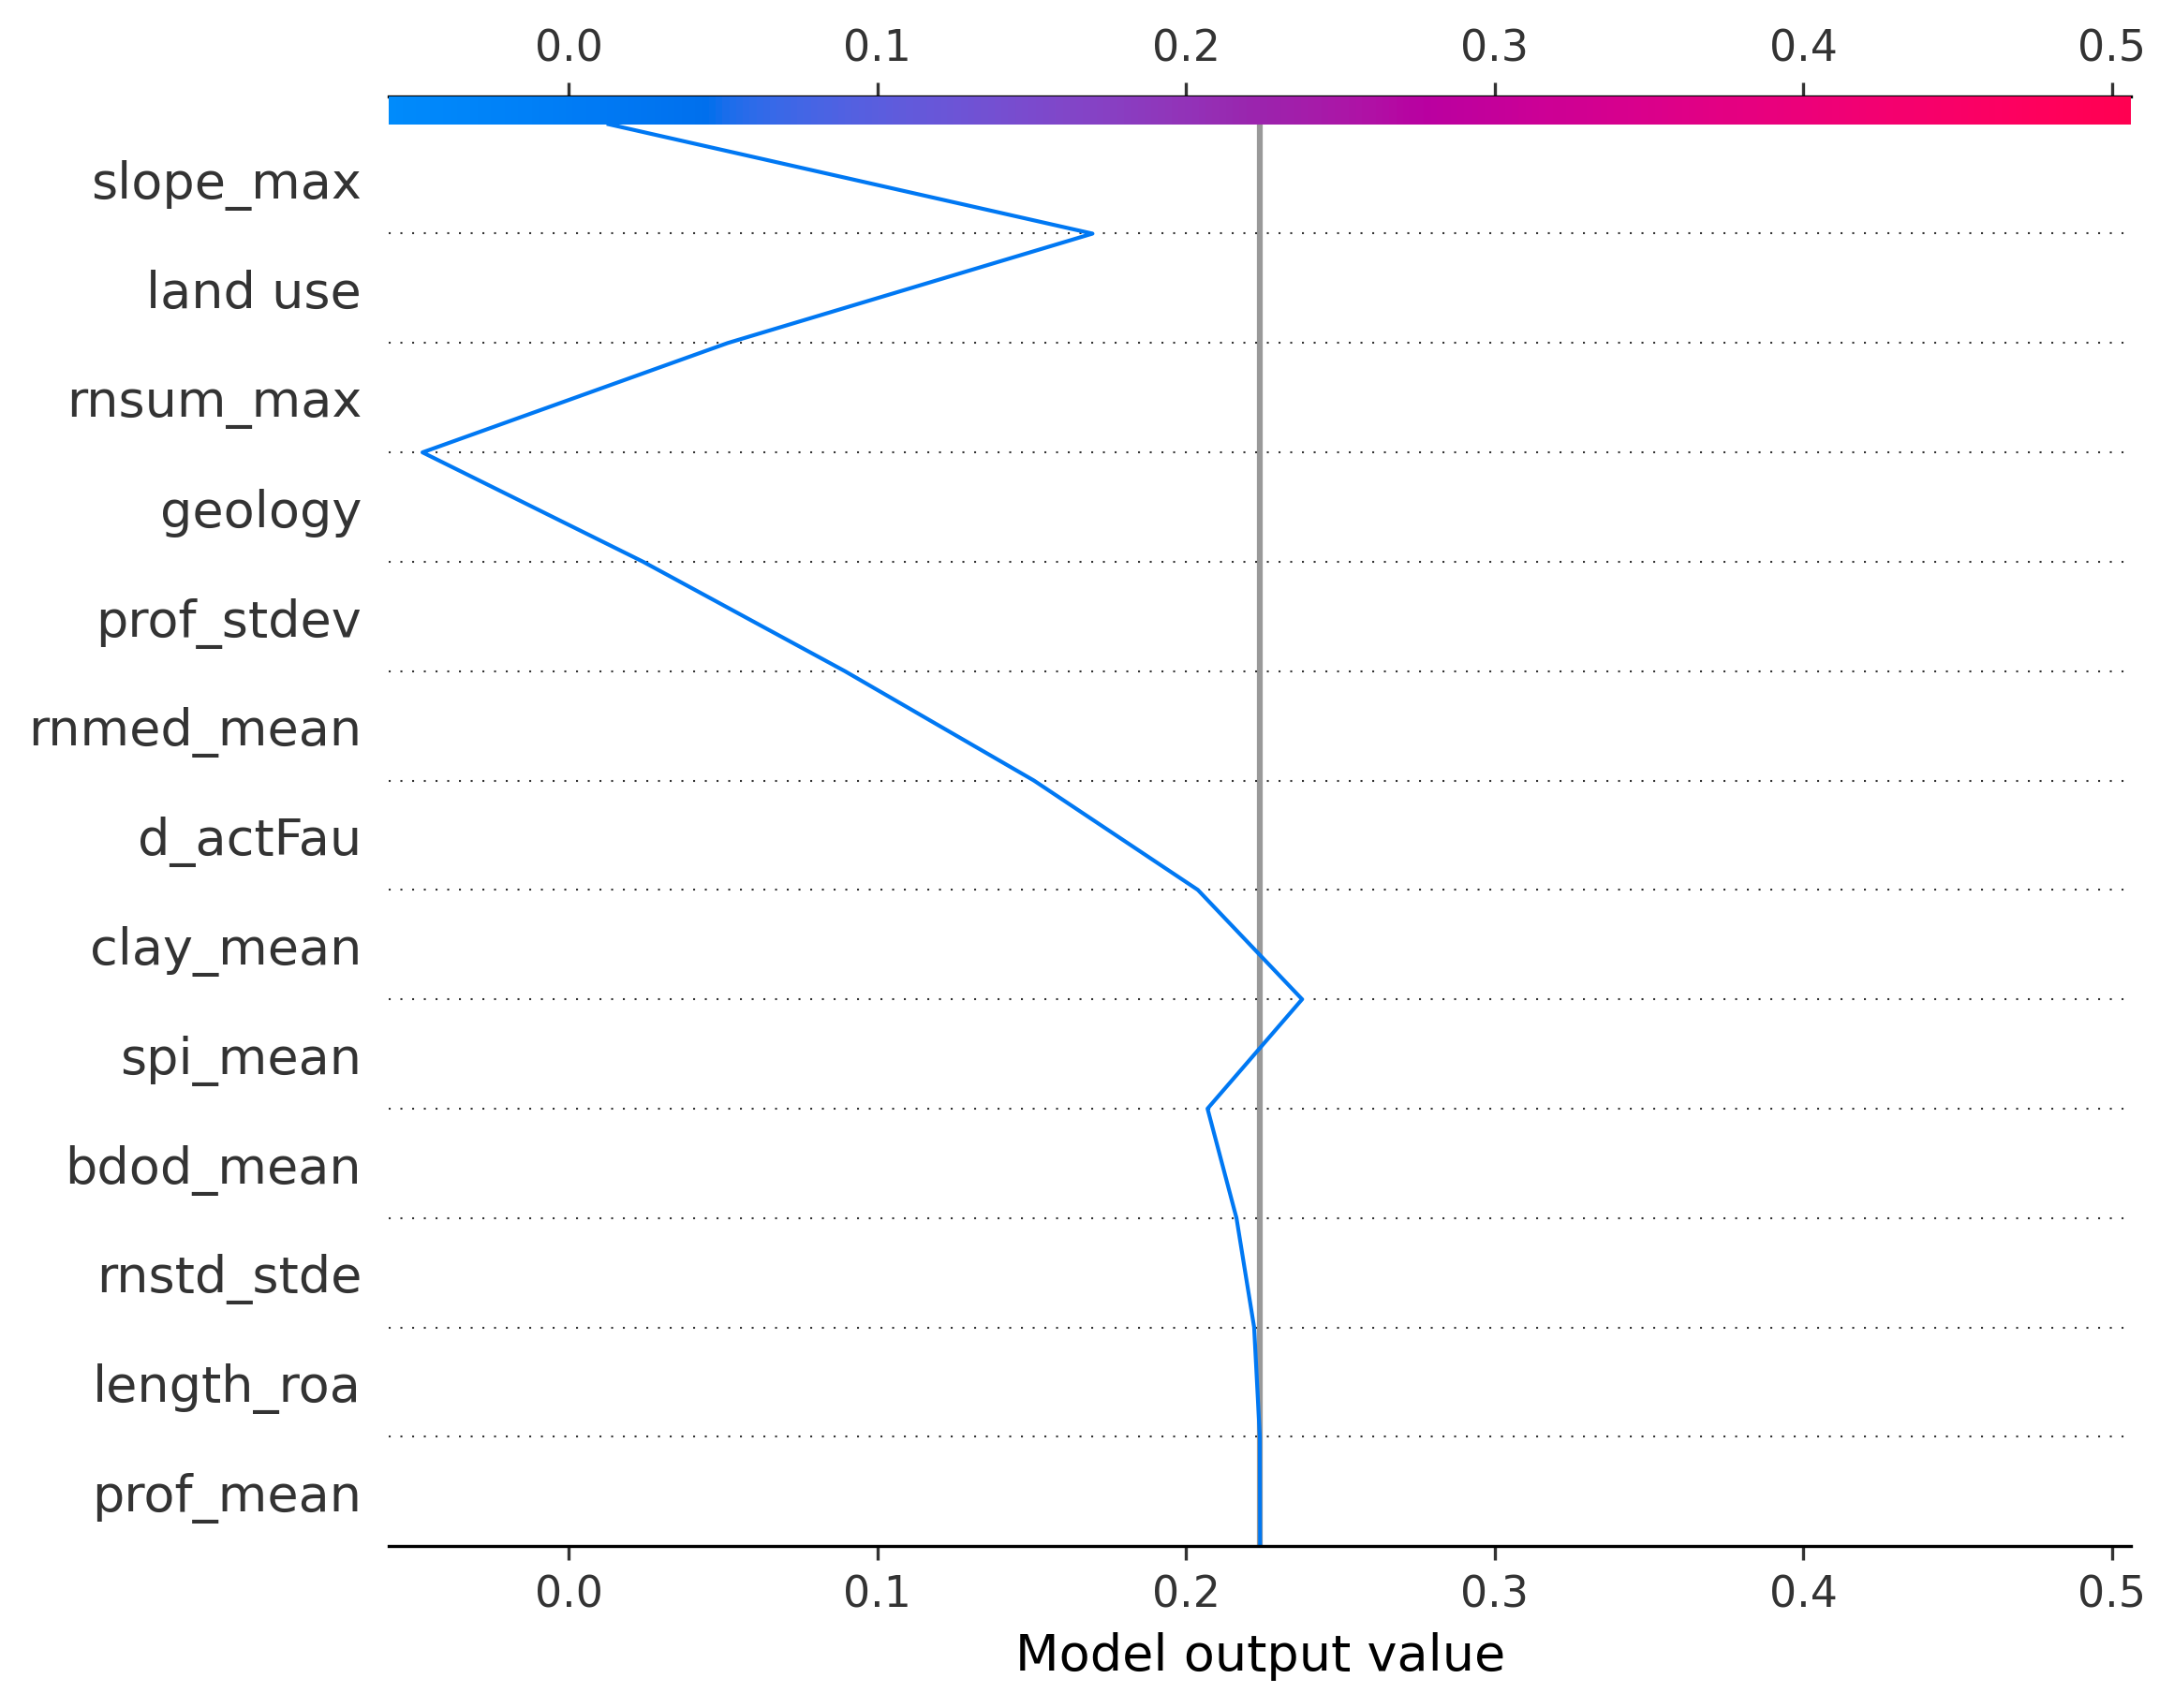 0.0 0.1 0.2 0.3 0.4 0.5
slope_max
land use
rnsum_max
geology
prof_stdev
rnmed_mean
d_actFau
clay_mean
spi_mean
bdod_mean
rnstd_stde
length_roa
prof_mean
0.0 0.1 0.2 0.3 0.4 0.5
Model output value